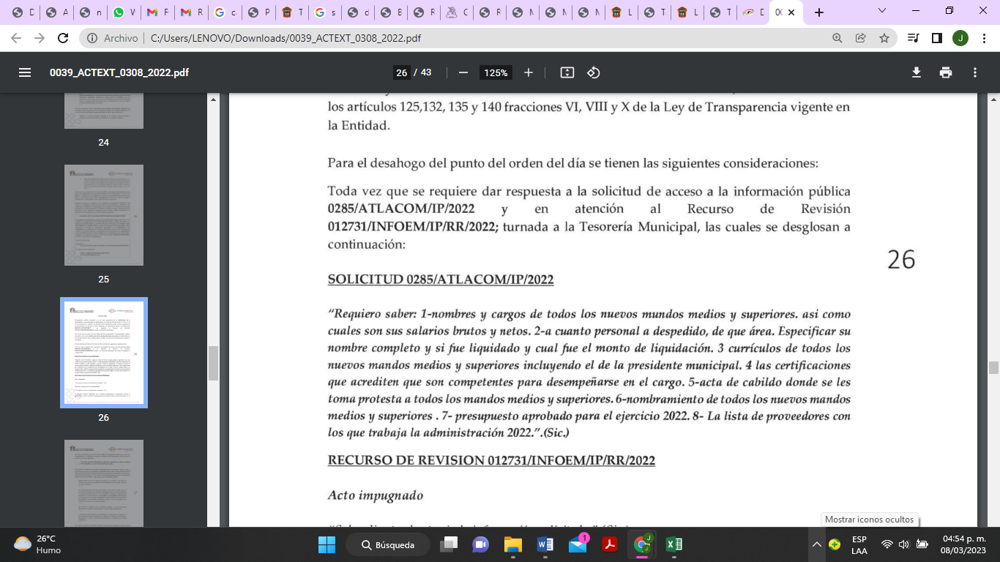 D
A
n
W
F
R
c
P
T
s
d
B
R
C
R
N
N
N
L
T
L
T
D
00
Archivo
C:/Users/LENOVO/Downloads/0039_ACTEXT_0308_2022.pdf
J
0039_ACTEXT_0308_2022.pdf
26 / 43
125%
24
25
26
los artículos 125,132, 135 y 140 fracciones VI, VIII y X de la Ley de Transparencia vigente en
la Entidad.
Para el desahogo del punto del orden del día se tienen las siguientes consideraciones:
Toda vez que se requiere dar respuesta a la solicitud de acceso a la información pública
0285/ATLACOM/IP/2022 y en atención al Recurso de Revisión
012731/INFOEM/IP/RR/2022; turnada a la Tesorería Municipal, las cuales se desglosan a
continuación:
26
SOLICITUD 0285/ATLACOM/IP/2022
“Requiero saber: 1-nombres y cargos de todos los nuevos mundos medios y superiores. asi como
cuales son sus salarios brutos y netos. 2-a cuanto personal a despedido, de que área. Especificar su
nombre completo y si fue liquidado y cual fue su monto de liquidación. 3 currículos de todos los
nuevos mandas medios y superiores incluyendo el de la presidente municipal. 4 las certificaciones
que acrediten que son competentes para desempañarse en el cargo. 5-acta de cabildo donde se les
toma protesta a todos los mandos medios y superiores. 6-nombramiento de todos los nuevos mandos
medios y superiores . 7- presupuesto aprobado para el ejercicio 2022. 8- La lista de proveedores con
los que trabaja la administración 2022.”.(Sic.)
RECURSO DE REVISION 012731/INFOEM/IP/RR/2022
Acto impugnado
Mostrar iconos ocultos
26°C
Humo
Búsqueda
1
J
ESP
LAA
04:54 p. m.
08/03/2023